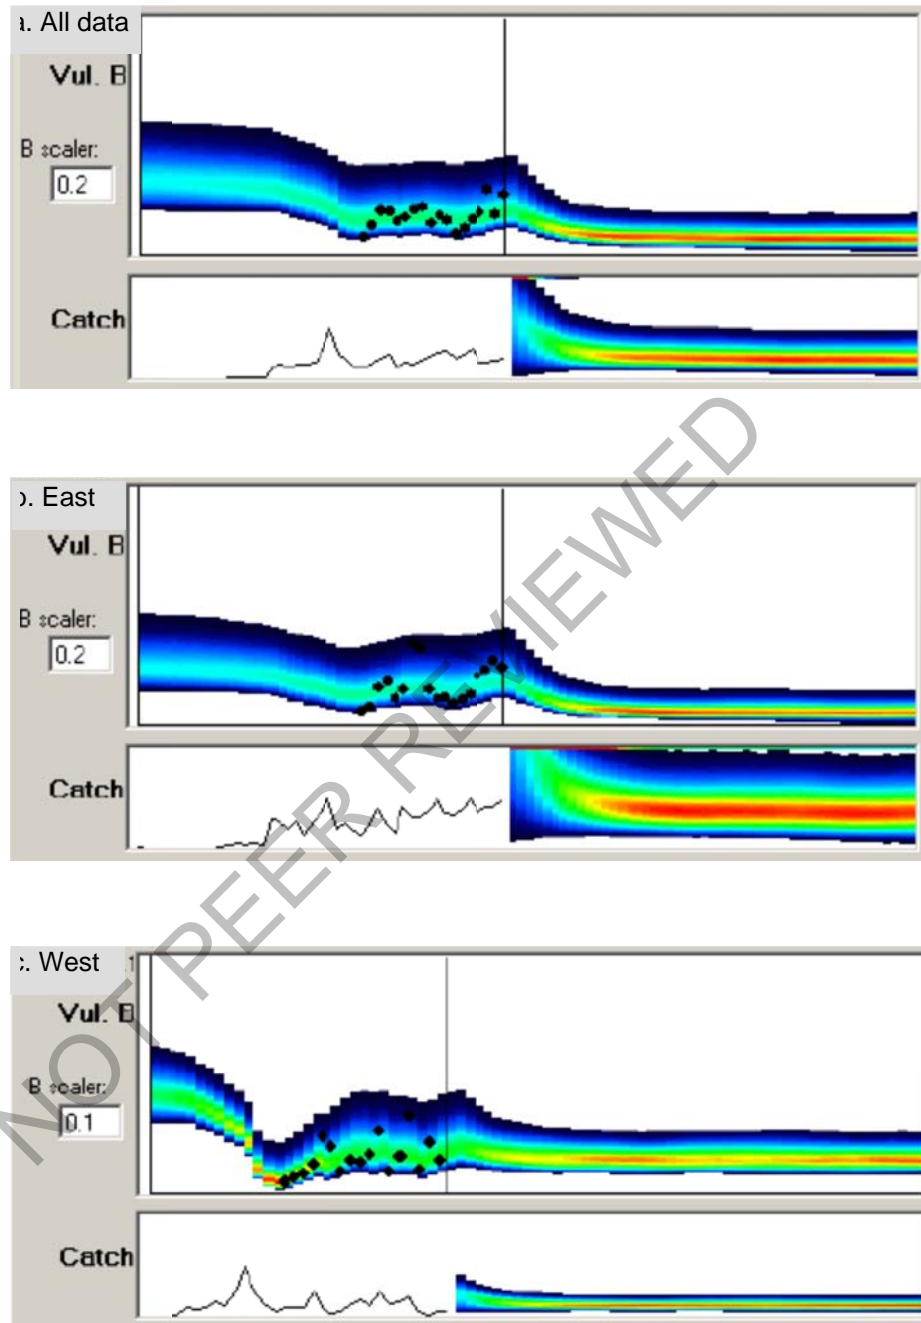 a. All data
Vul. B
B scaler:
0.2
Catch
b. East
Vul. B
B scaler:
0.2
Catch
c. West
Vul. B
B scaler:
0.1
Catch
NOT PEER REVIEWED